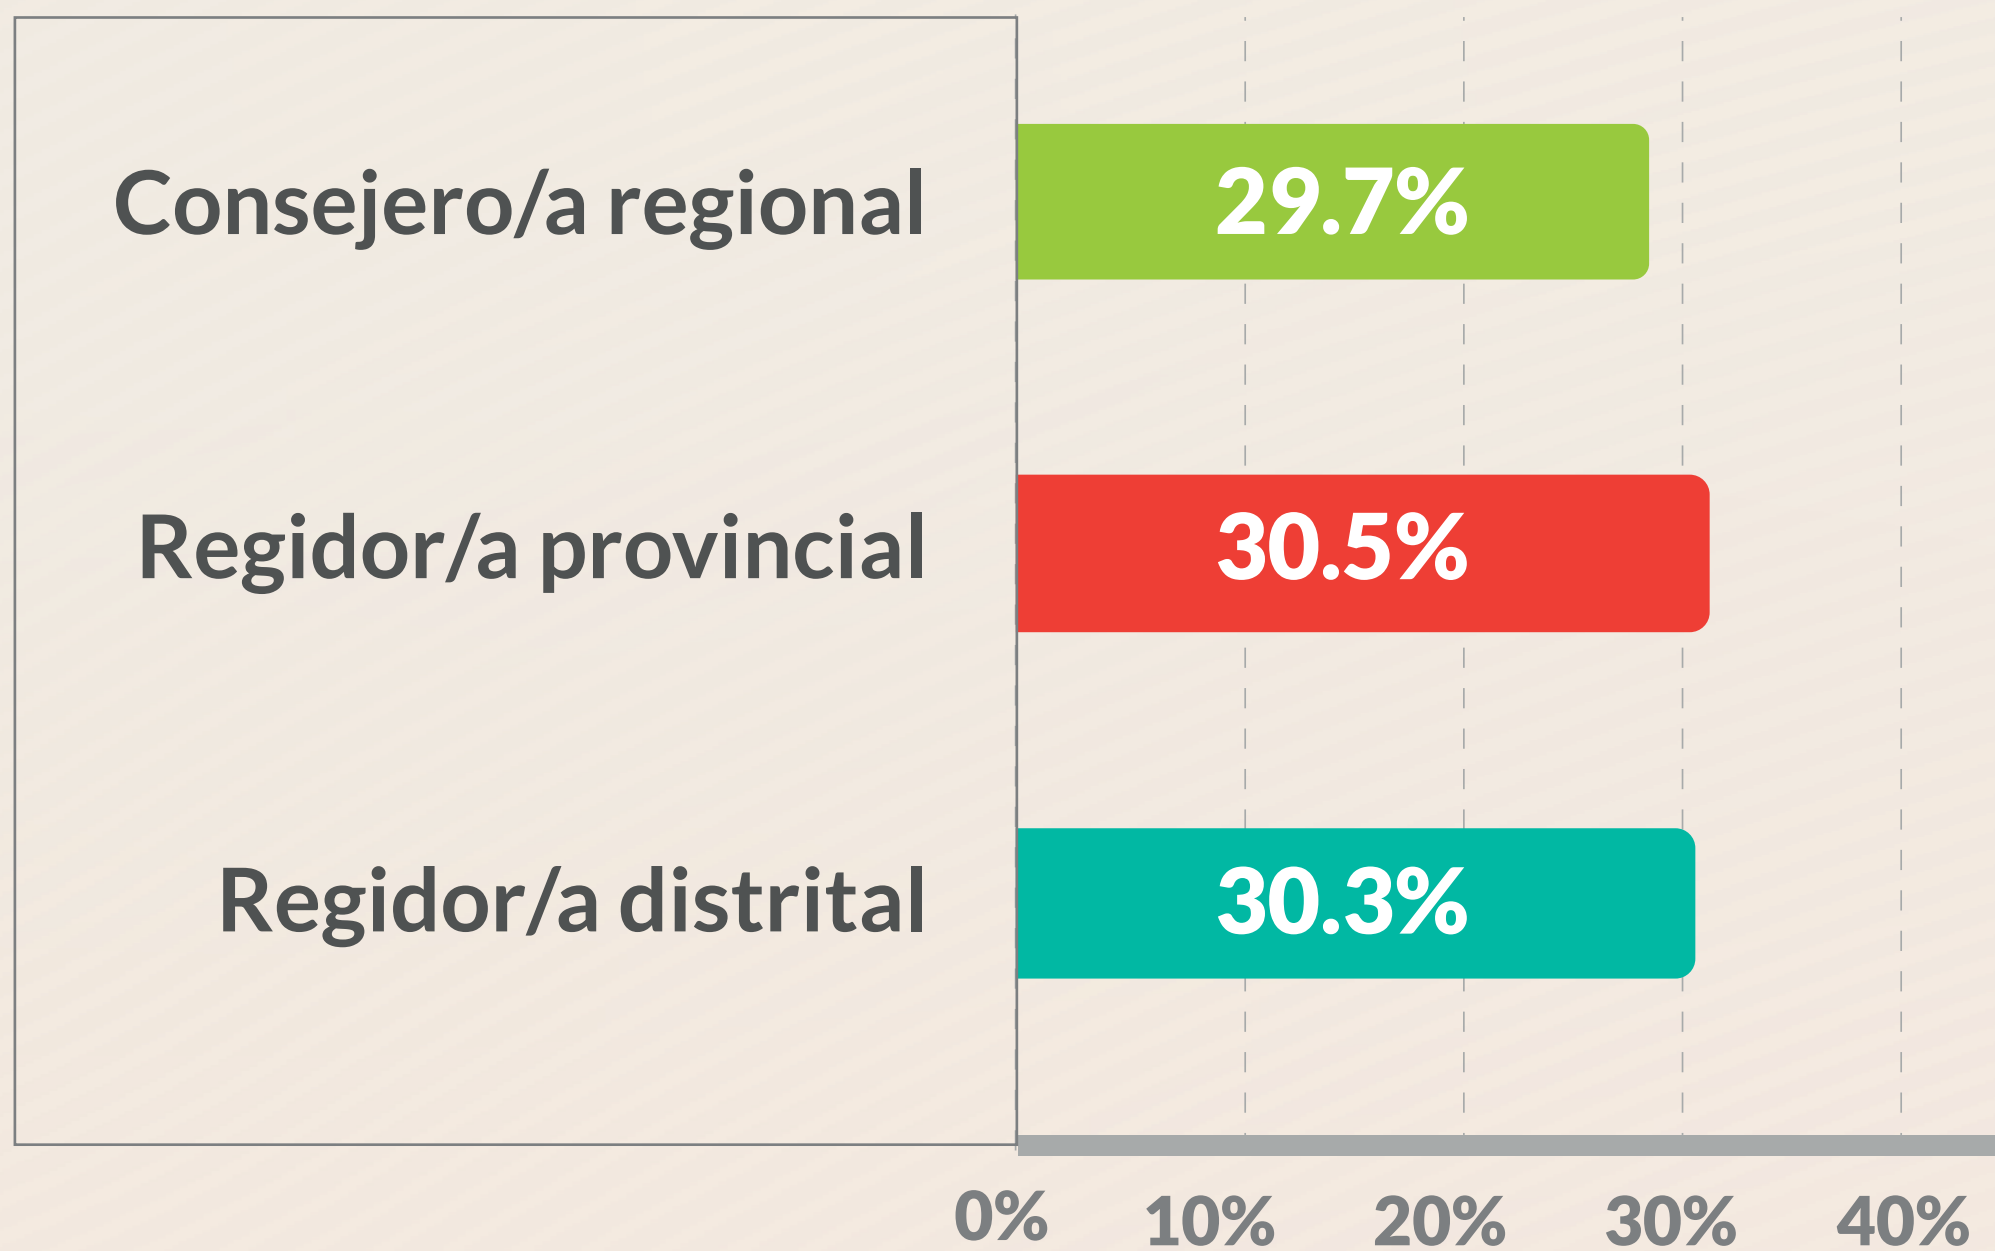 Consejero/a regional
29.7%
Regidor/a provincial
30.5%
Regidor/a distrital
30.3%
0% 10% 20% 30% 40%